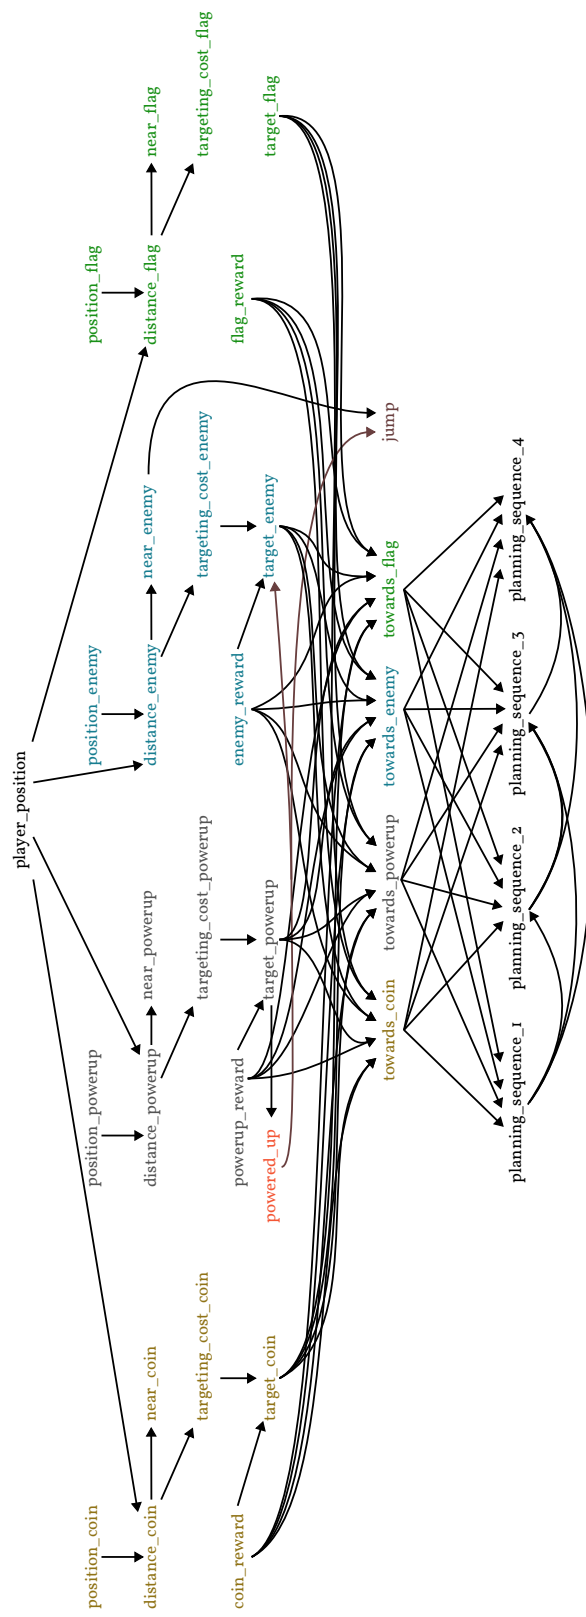 player_position
position_coin
position_powerup
position_enemy
position_flag
distance_coin
near_coin
distance_powerup
near_powerup
distance_enemy
near_enemy
distance_flag
near_flag
targeting_cost_coin
targeting_cost_powerup
targeting_cost_enemy
targeting_cost_flag
coin_reward
powerup_reward
enemy_reward
flag_reward
target_coin
powered_up
target_powerup
target_enemy
target_flag
towards_coin
towards_powerup
towards_enemy
towards_flag
jump
planning_sequence_1
planning_sequence_2
planning_sequence_3
planning_sequence_4